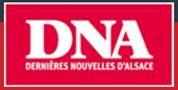 DNA
DERNIÈRES NOUVELLES D'ALSACE